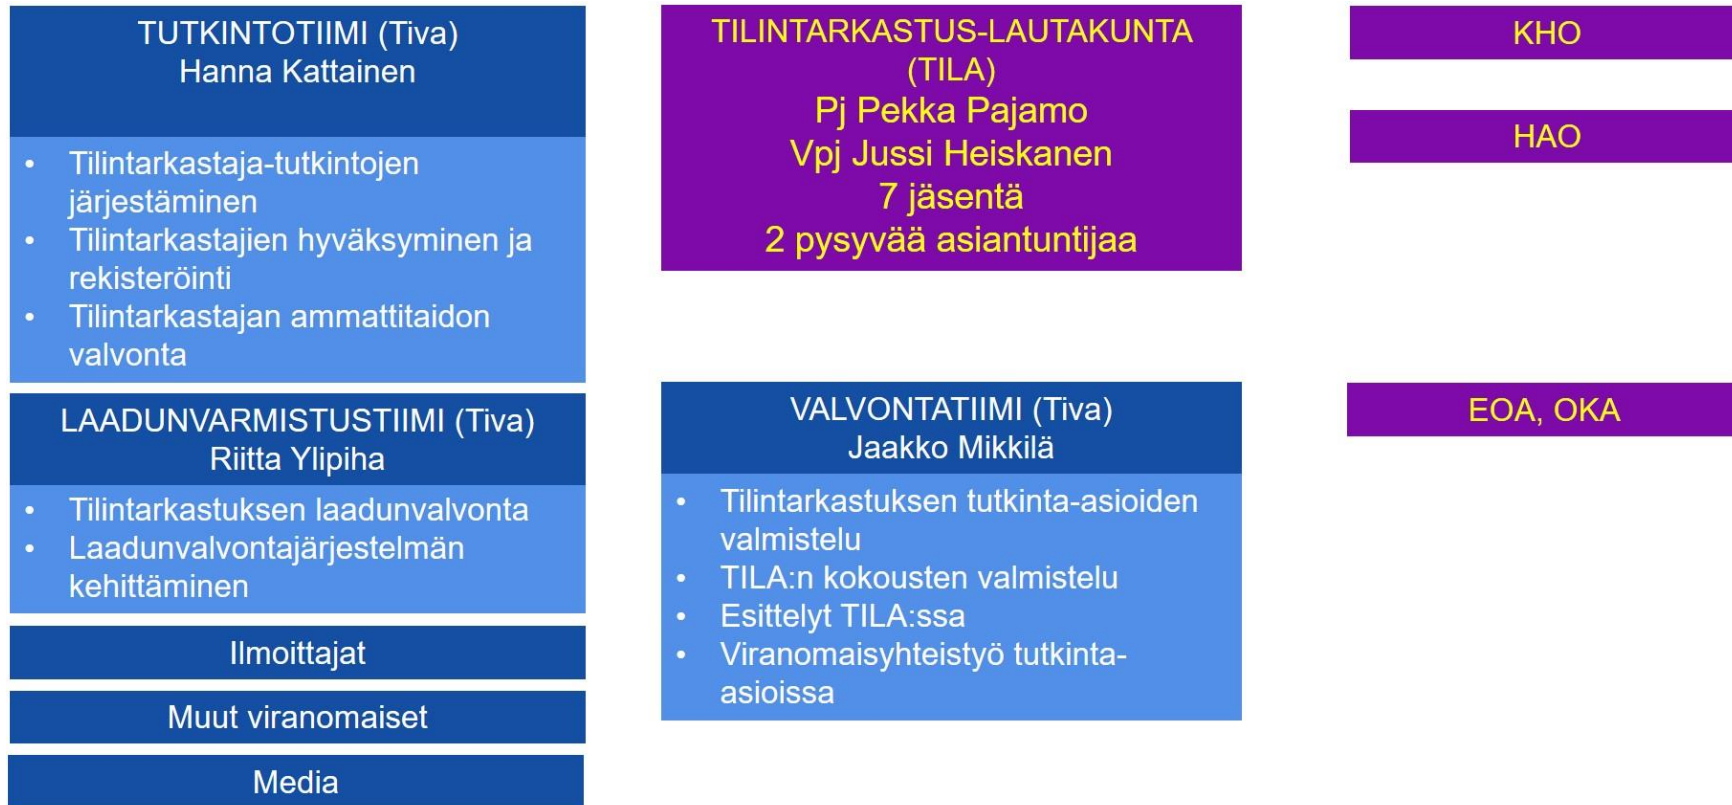 TUTKINTOTIIMI (Tiva)
Hanna Kattainen
• Tilintarkastaja-tutkintojen
järjestäminen
• Tilintarkastajien hyväksyminen ja
rekisteröinti
• Tilintarkastajan ammattitaidon
valvonta
LAADUNVARMISTUSTIIMI (Tiva)
Riitta Ylipiha
• Tilintarkastuksen laadunvalvonta
• Laadunvalvontajärjestelmän
kehittäminen
Ilmoittajat
Muut viranomaiset
Media
TILINTARKASTUS-LAUTAKUNTA
(TILA)
Pj Pekka Pajamo
Vpj Jussi Heiskanen
7 jäsentä
2 pysyvää asiantuntijaa
VALVONTATIIMI (Tiva)
Jaakko Mikkilä
• Tilintarkastuksen tutkinta-asioiden
valmistelu
• TILA:n kokousten valmistelu
• Esittelyt TILA:ssa
• Viranomaisyhteistyö tutkinta-
asioissa
KHO
HAO
EOA, OKA